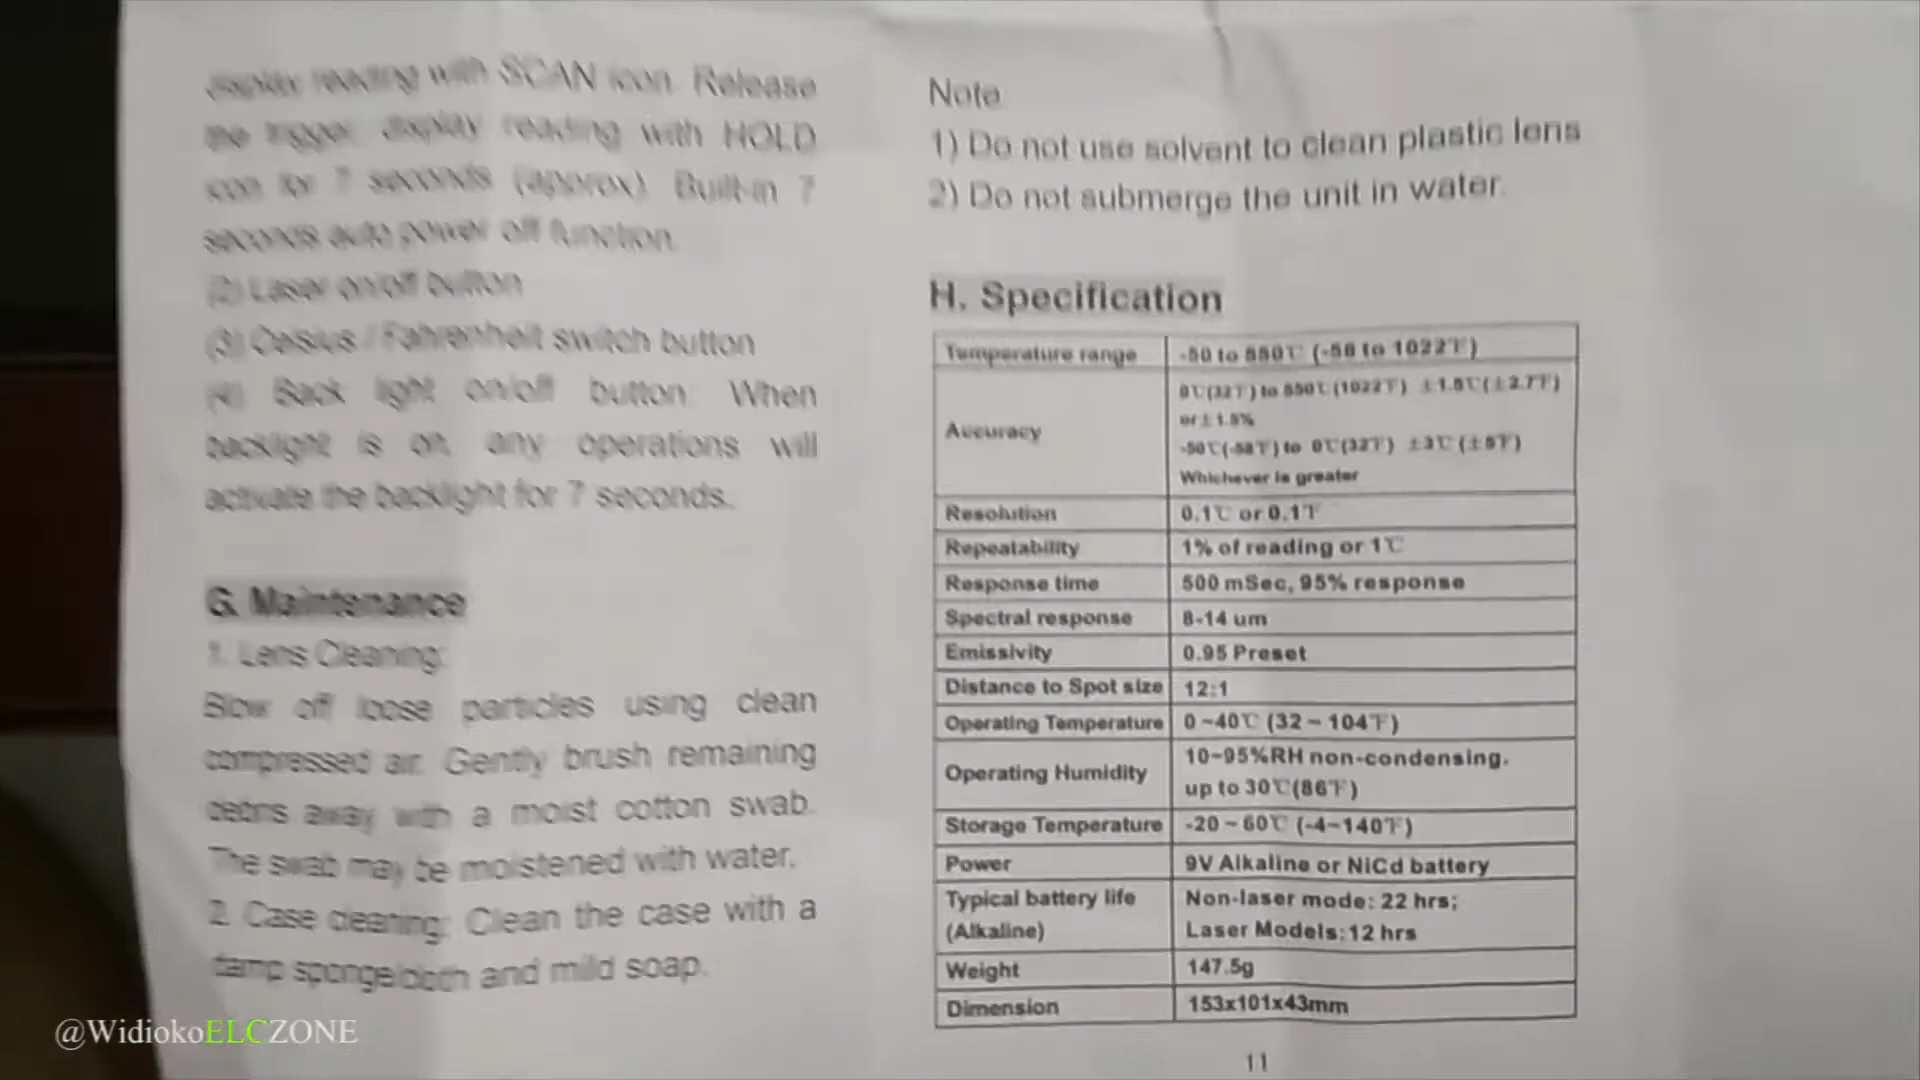 display reading with SCAN icon. Release
the trigger, display reading with HOLD
icon for 7 seconds (approx). Built-in 7
seconds auto power off function.
(2) Laser on/off button
(3) Celsius / Fahrenheit switch button
(4) Back light on/off button: When
backlight is on, any operations will
activate the backlight for 7 seconds.
G. Maintenance
1. Lens Cleaning:
Blow off loose particles using clean
compressed air. Gently brush remaining
debris away with a moist cotton swab.
The swab may be moistened with water.
2. Case cleaning: Clean the case with a
damp sponge/cloth and mild soap.
Note
1) Do not use solvent to clean plastic lens
2) Do not submerge the unit in water.
H. Specification
Temperature range -50 to 550℃ (-58 to 1022℉)
Accuracy
0℃(32℉) to 550℃(1022℉) ±1.5℃(±2.7℉)
or±1.5%
-50℃(-58℉) to 0℃(32℉) ±3℃ (±5℉)
Whichever is greater
Resolution 0.1℃ or 0.1℉
Repeatability 1% of reading or 1℃
Response time 500 mSec, 95% response
Spectral response 8-14 um
Emissivity 0.95 Preset
Distance to Spot size 12:1
Operating Temperature 0~40℃ (32~104℉)
Operating Humidity 10~95%RH non-condensing.
up to 30℃(86℉)
Storage Temperature -20~60℃ (-4~140℉)
Power 9V Alkaline or NiCd battery
Typical battery life Non-laser mode: 22 hrs;
(Alkaline) Laser Models:12 hrs
Weight 147.5g
Dimension 153x101x43mm
11
@WidiokoELCZONE